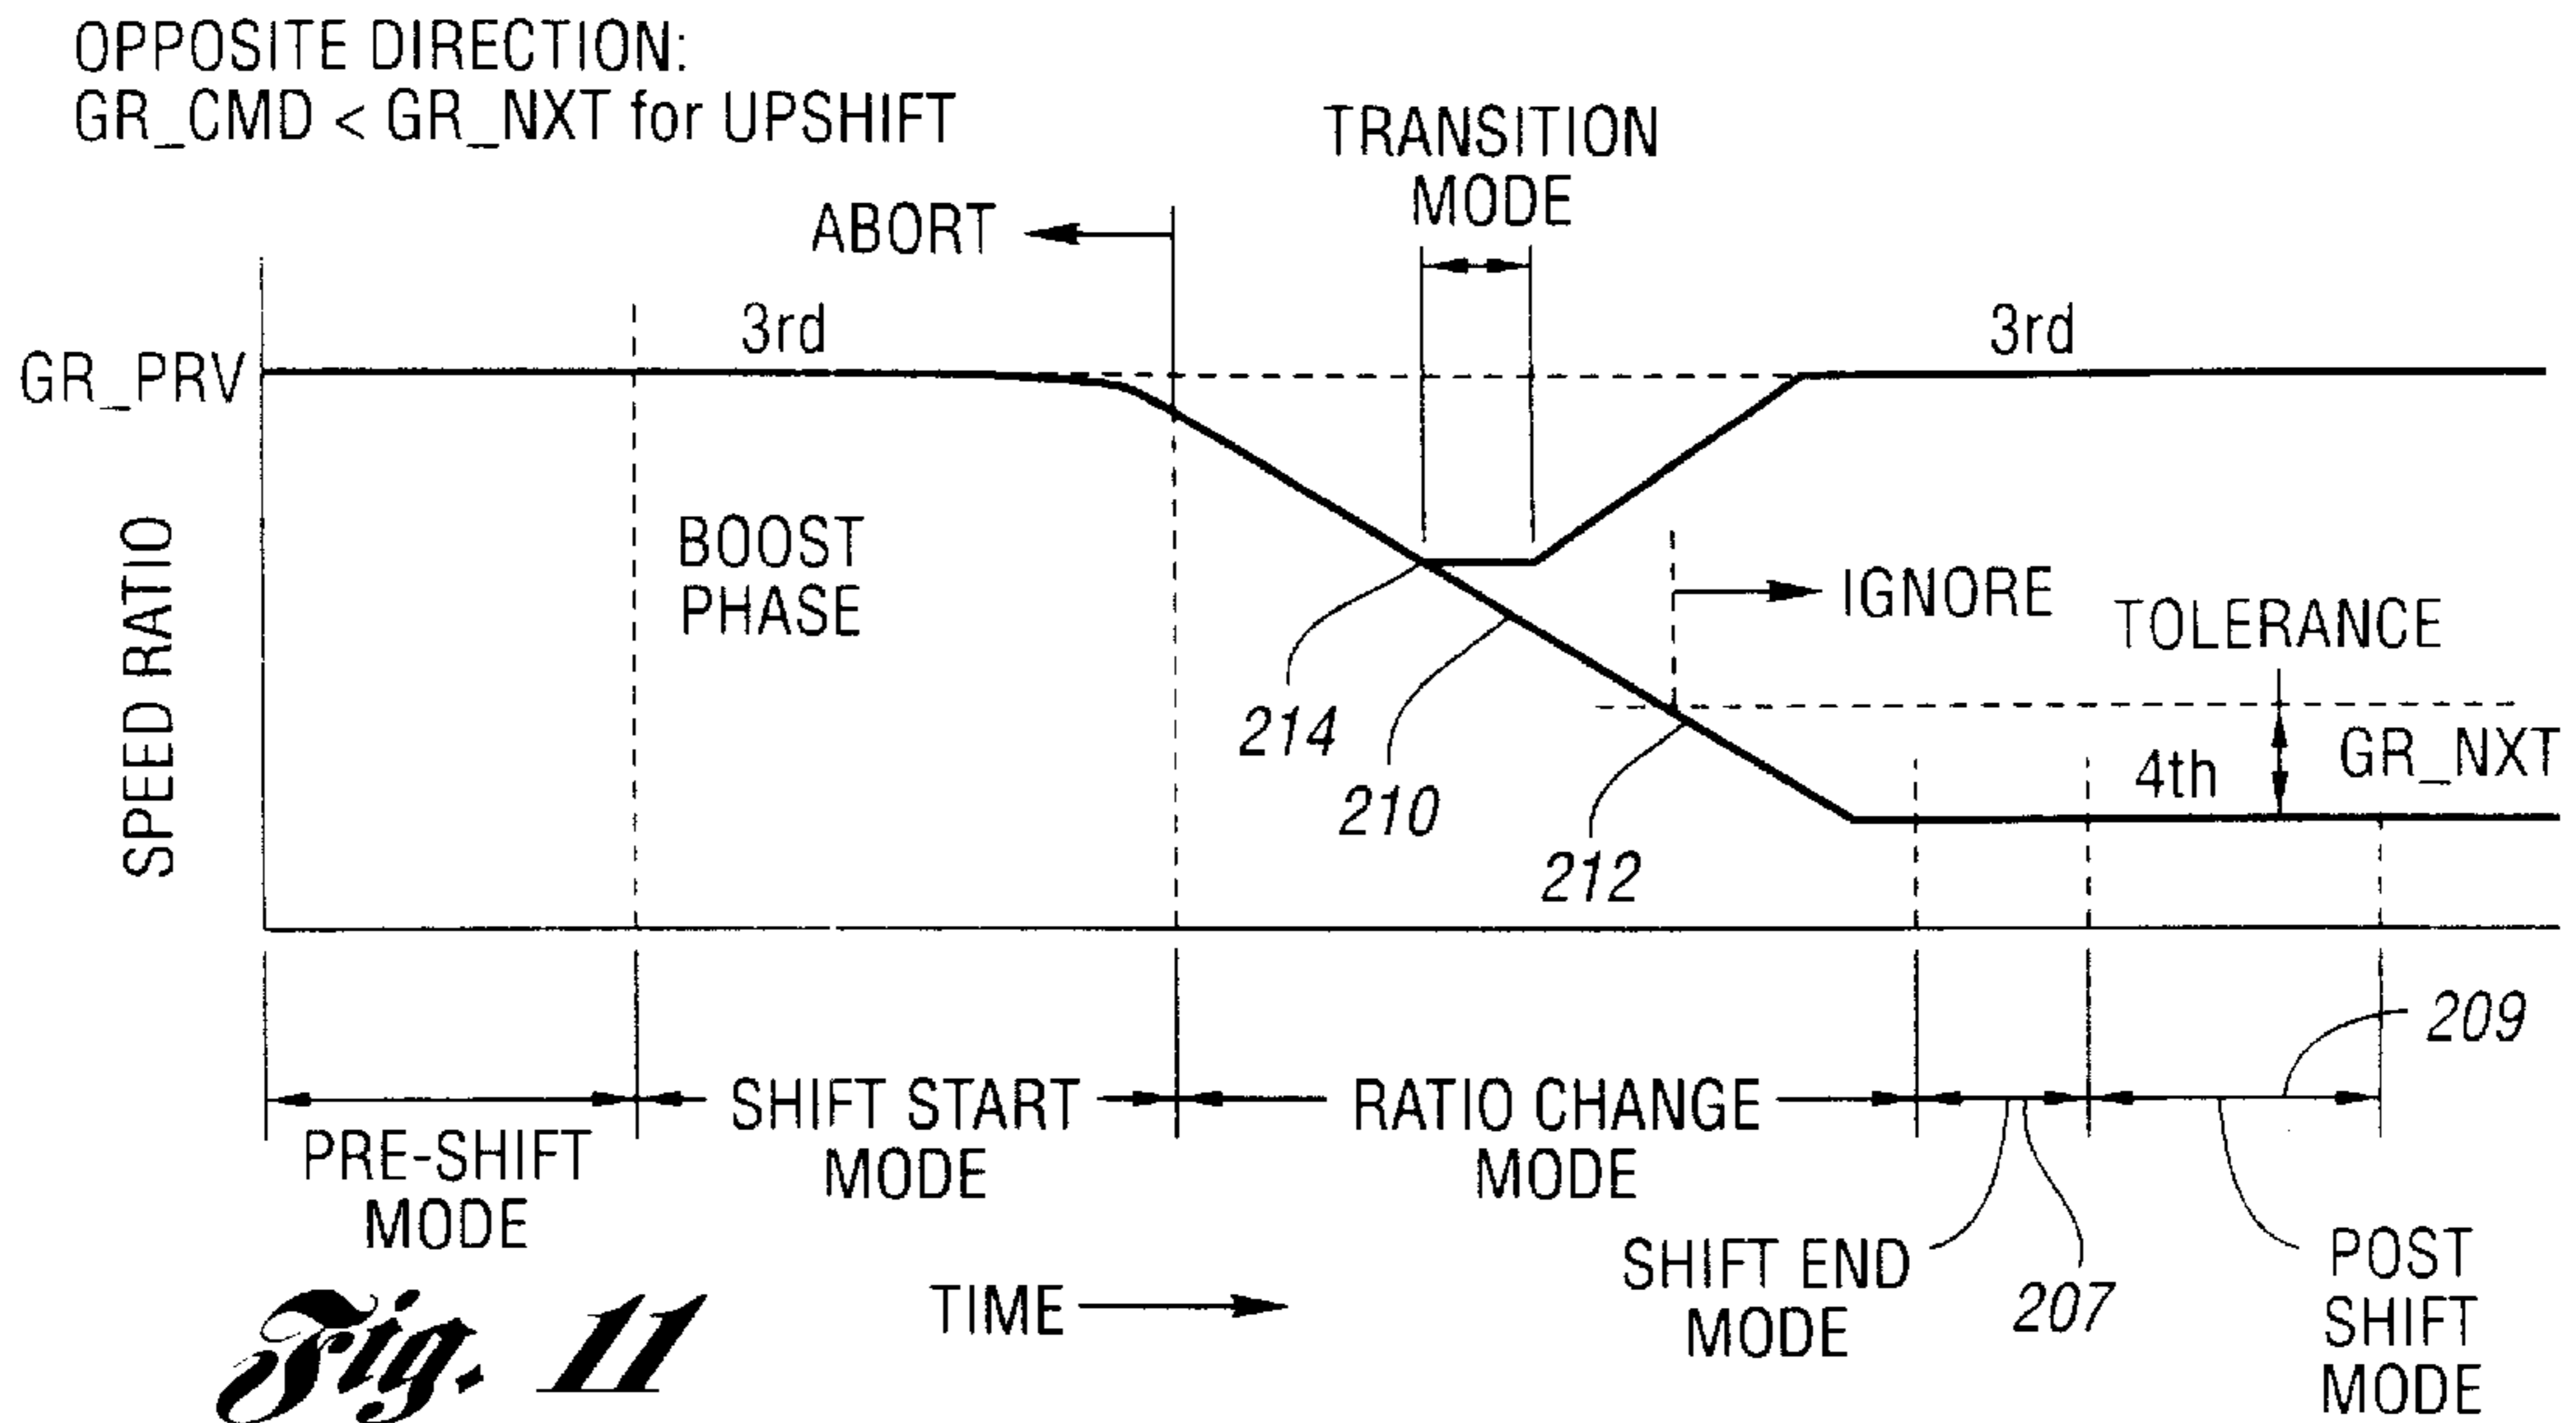 OPPOSITE DIRECTION:
GR_CMD < GR_NXT for UPSHIFT
TRANSITION
MODE
ABORT
3rd
3rd
GR_PRV
SPEED RATIO
BOOST
PHASE
IGNORE
TOLERANCE
214
210
212
4th
GR_NXT
209
SHIFT START
MODE
RATIO CHANGE
MODE
PRE-SHIFT
MODE
SHIFT END
MODE
207
POST
SHIFT
MODE
TIME
Fig. 11